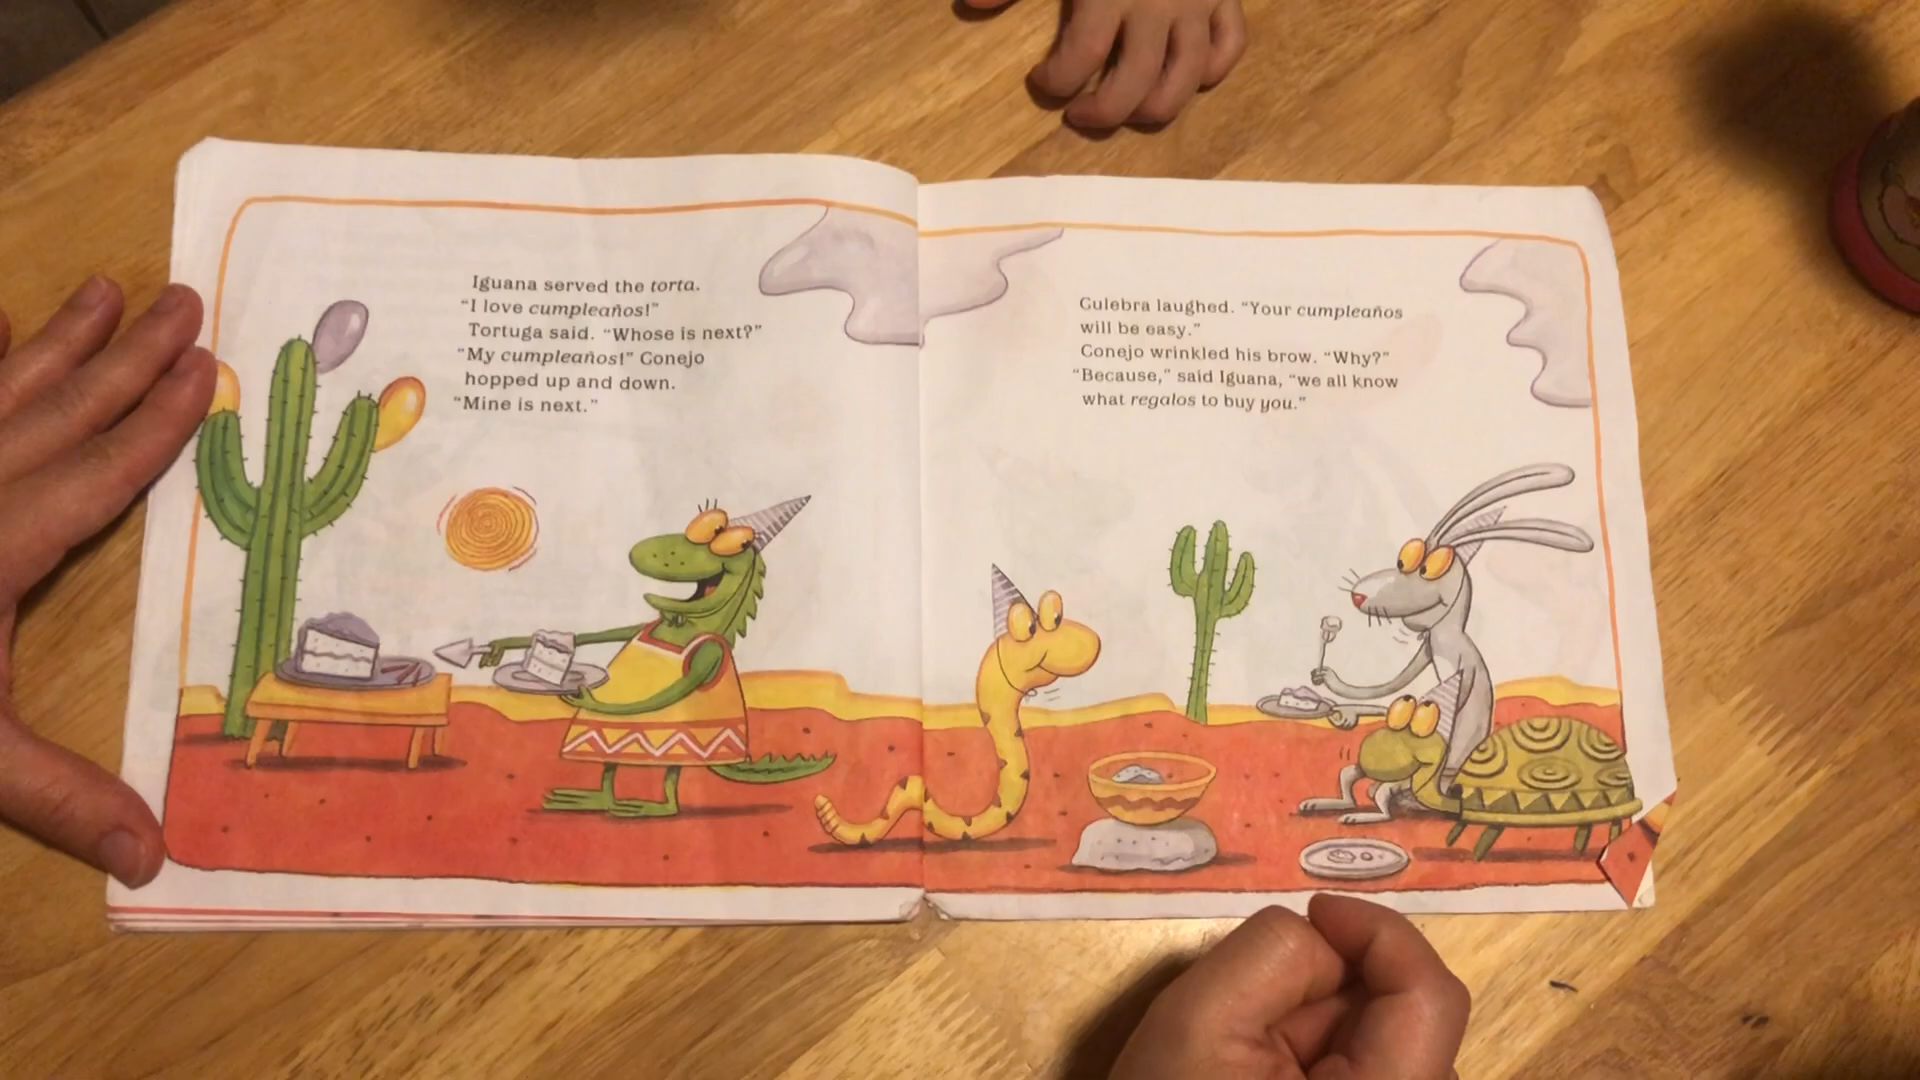 Iguana served the torta.
“I love cumpleaños!”
Tortuga said. “Whose is next?”
“My cumpleaños!” Conejo
hopped up and down.
“Mine is next.”
Culebra laughed. “Your cumpleaños
will be easy.”
Conejo wrinkled his brow. “Why?”
“Because,” said Iguana, “we all know
what regalos to buy you.”